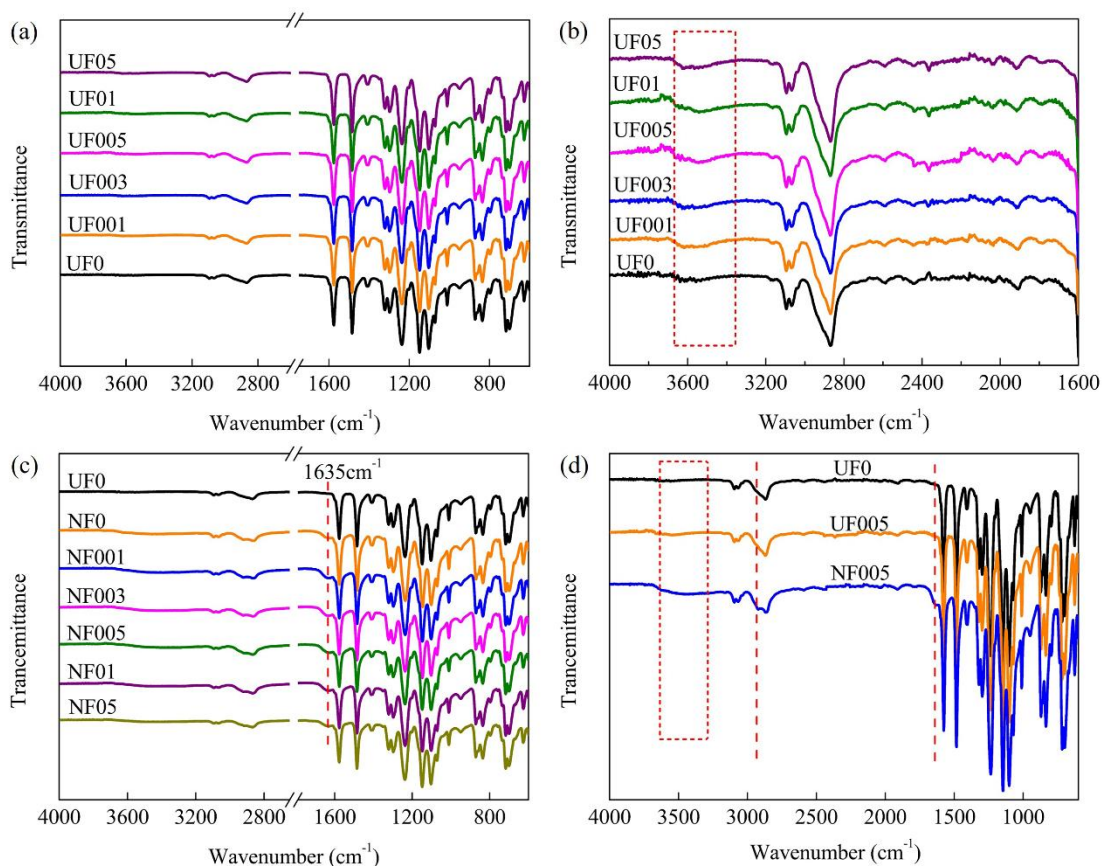 (a)
UF05
UF01
UF005
UF003
UF001
UF0
Transmittance
4000 3600 3200 2800 1600 1200 800
Wavenumber (cm⁻¹)
(b)
UF05
UF01
UF005
UF003
UF001
UF0
Transmittance
4000 3600 3200 2800 2400 2000 1600
Wavenumber (cm⁻¹)
(c)
1635cm⁻¹
UF0
NF0
NF001
NF003
NF005
NF01
NF05
Trancemittance
4000 3600 3200 2800 1600 1200 800
Wavenumber (cm⁻¹)
(d)
UF0
UF005
NF005
Trancemittance
4000 3500 3000 2500 2000 1500 1000
Wavenumber (cm⁻¹)